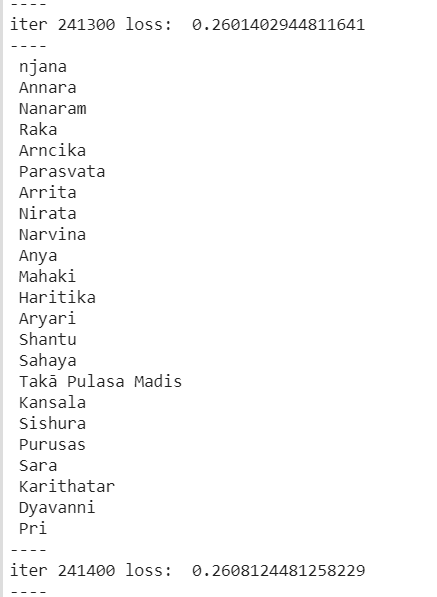 ----
iter 241300 loss:  0.2601402944811641
----
njana
Annara
Nanaram
Raka
Arncika
Parasvata
Arrita
Nirata
Narvina
Anya
Mahaki
Haritika
Aryari
Shantu
Sahaya
Takā Pulasa Madis
Kansala
Sishura
Purusas
Sara
Karithatar
Dyavanni
Pri
----
iter 241400 loss:  0.2608124481258229
----